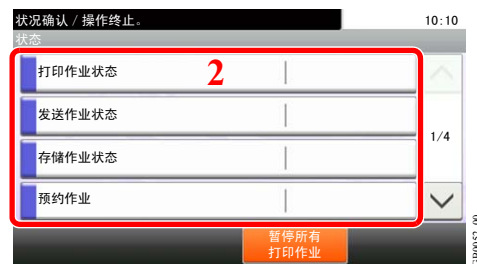 状况确认 / 操作终止。 10:10
状态
打印作业状态 2
发送作业状态
1/4
存储作业状态
预约作业
暂停所有
打印作业